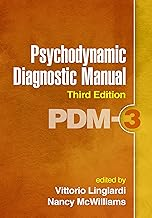 Psychodynamic
Diagnostic Manual
Third Edition
PDM-3
edited by
Vittorio Lingiardi
Nancy McWilliams